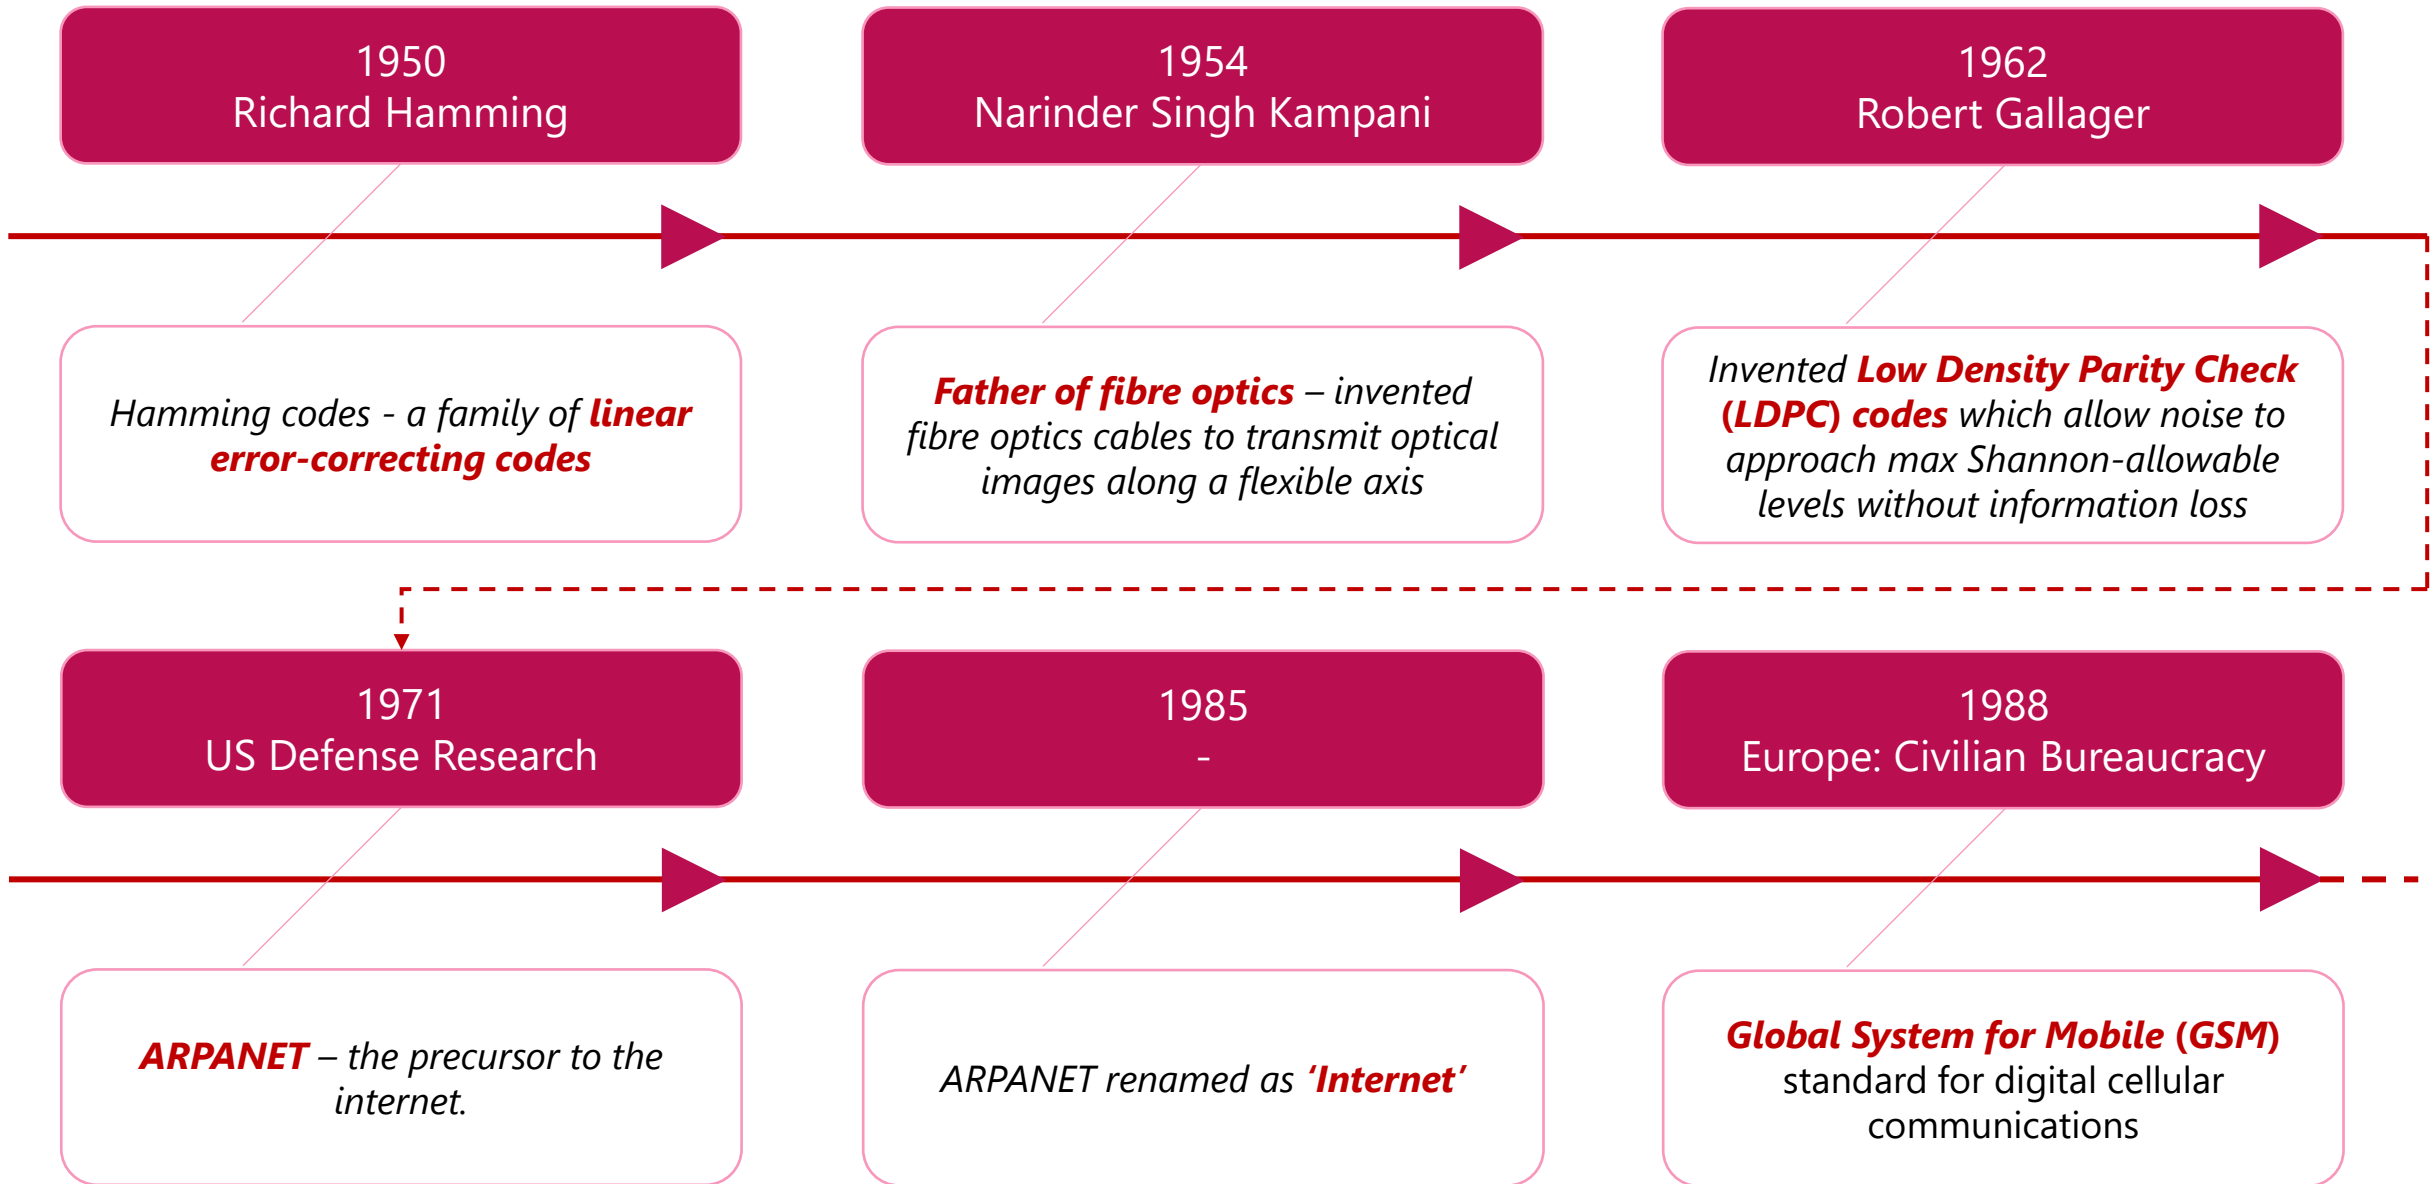 1950
Richard Hamming
1954
Narinder Singh Kampani
1962
Robert Gallager
Hamming codes - a family of linear
error-correcting codes
Father of fibre optics – invented
fibre optics cables to transmit optical
images along a flexible axis
Invented Low Density Parity Check
(LDPC) codes which allow noise to
approach max Shannon-allowable
levels without information loss
1971
US Defense Research
1985
-
1988
Europe: Civilian Bureaucracy
ARPANET – the precursor to the
internet.
ARPANET renamed as ‘Internet’
Global System for Mobile (GSM)
standard for digital cellular
communications